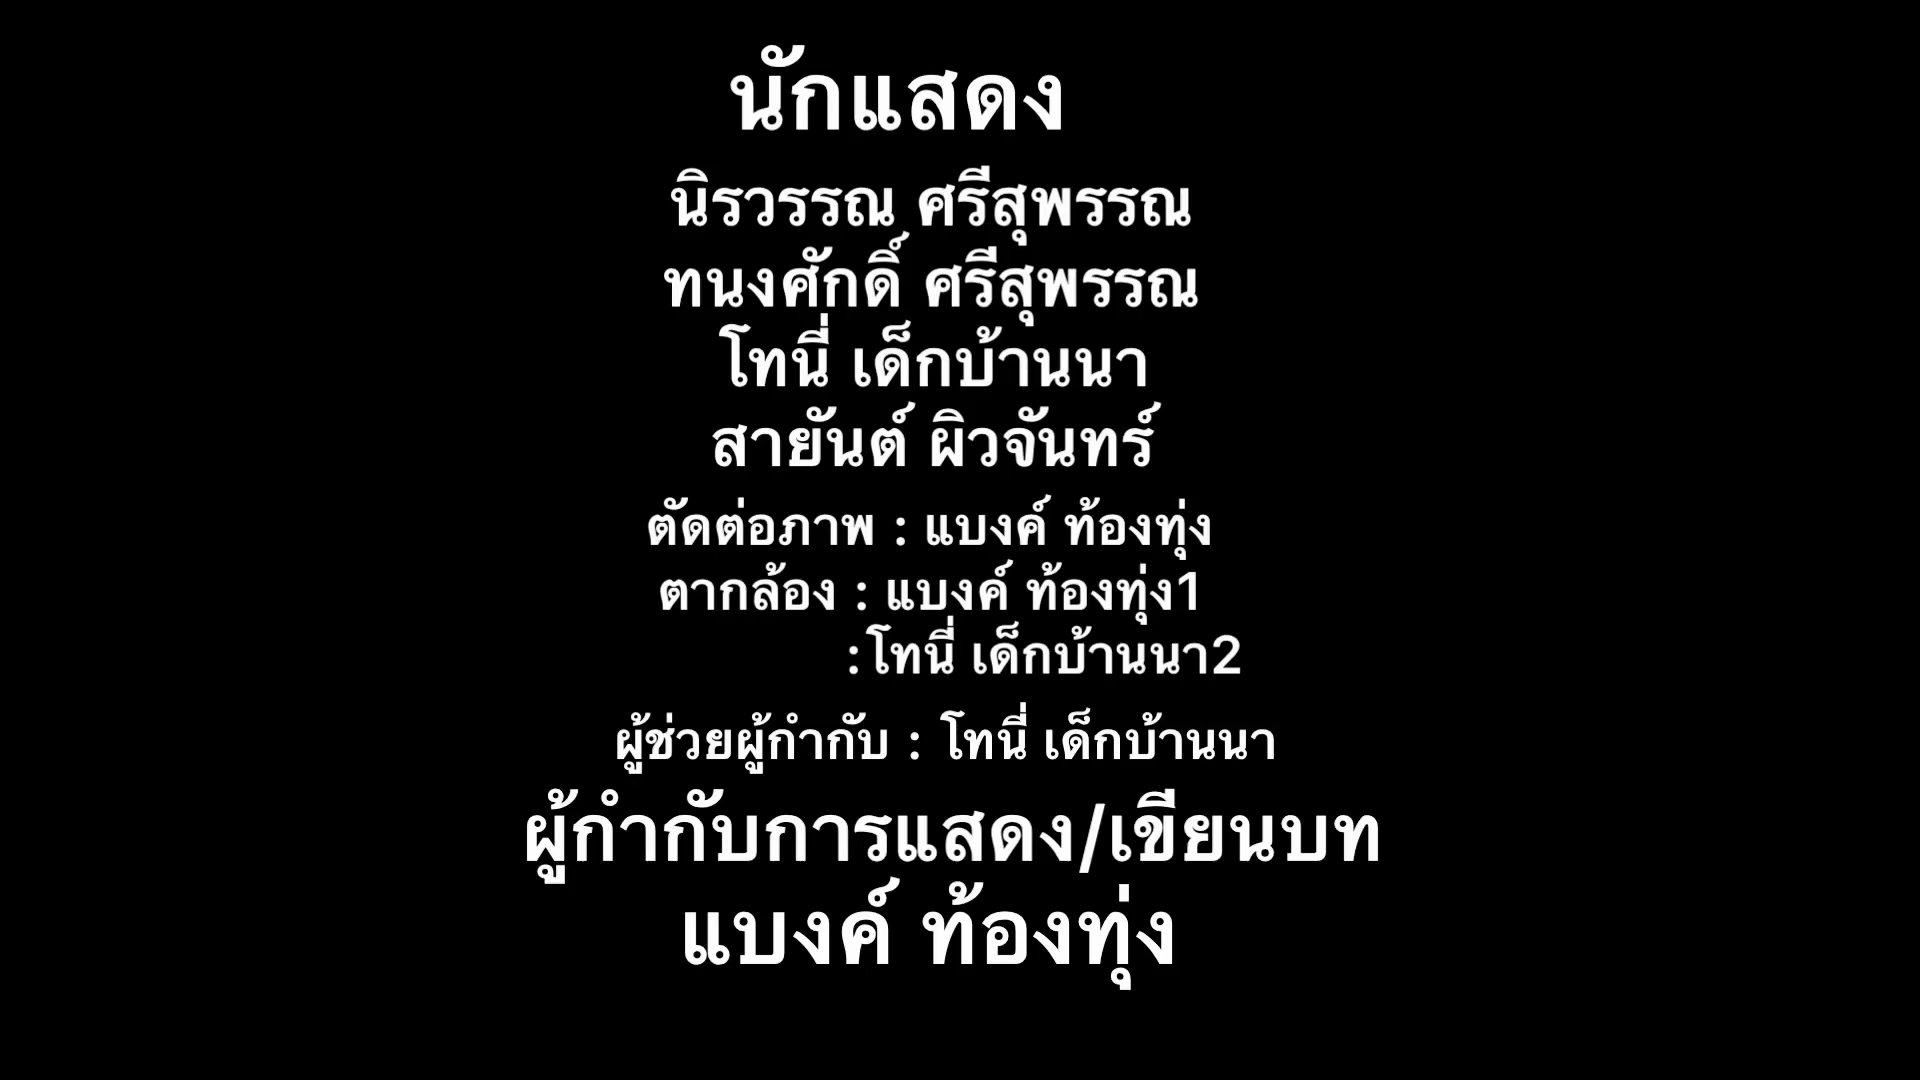 นักแสดง
นิรวรรณ ศรีสุพรรณ
ทนงศักดิ์ ศรีสุพรรณ
โทนี่ เด็กบ้านนา
สายันต์ ผิวจันทร์
ตัดต่อภาพ : แบงค์ ท้องทุ่ง
ตากล้อง : แบงค์ ท้องทุ่ง1
:โทนี่ เด็กบ้านนา2
ผู้ช่วยผู้กำกับ : โทนี่ เด็กบ้านนา
ผู้กำกับการแสดง/เขียนบท
แบงค์ ท้องทุ่ง